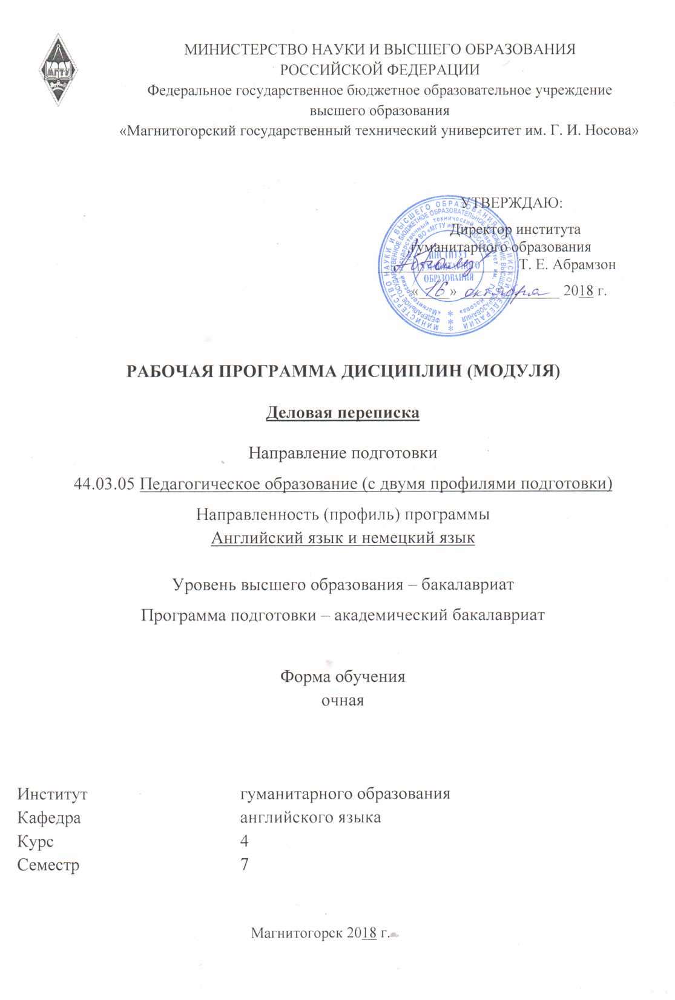 МГТУ
МИНИСТЕРСТВО НАУКИ И ВЫСШЕГО ОБРАЗОВАНИЯ
РОССИЙСКОЙ ФЕДЕРАЦИИ
Федеральное государственное бюджетное образовательное учреждение
высшего образования
«Магнитогорский государственный технический университет им. Г. И. Носова»
УТВЕРЖДАЮ:
Директор института
гуманитарного образования
Т. Е. Абрамзон
«16» октября 2018 г.
ИНСТИТУТ
ГУМАНИТАРНОГО
ОБРАЗОВАНИЯ
РАБОЧАЯ ПРОГРАММА ДИСЦИПЛИН (МОДУЛЯ)
Деловая переписка
Направление подготовки
44.03.05 Педагогическое образование (с двумя профилями подготовки)
Направленность (профиль) программы
Английский язык и немецкий язык
Уровень высшего образования – бакалавриат
Программа подготовки – академический бакалавриат
Форма обучения
очная
Институт гуманитарного образования
Кафедра английского языка
Курс 4
Семестр 7
Магнитогорск 2018 г.